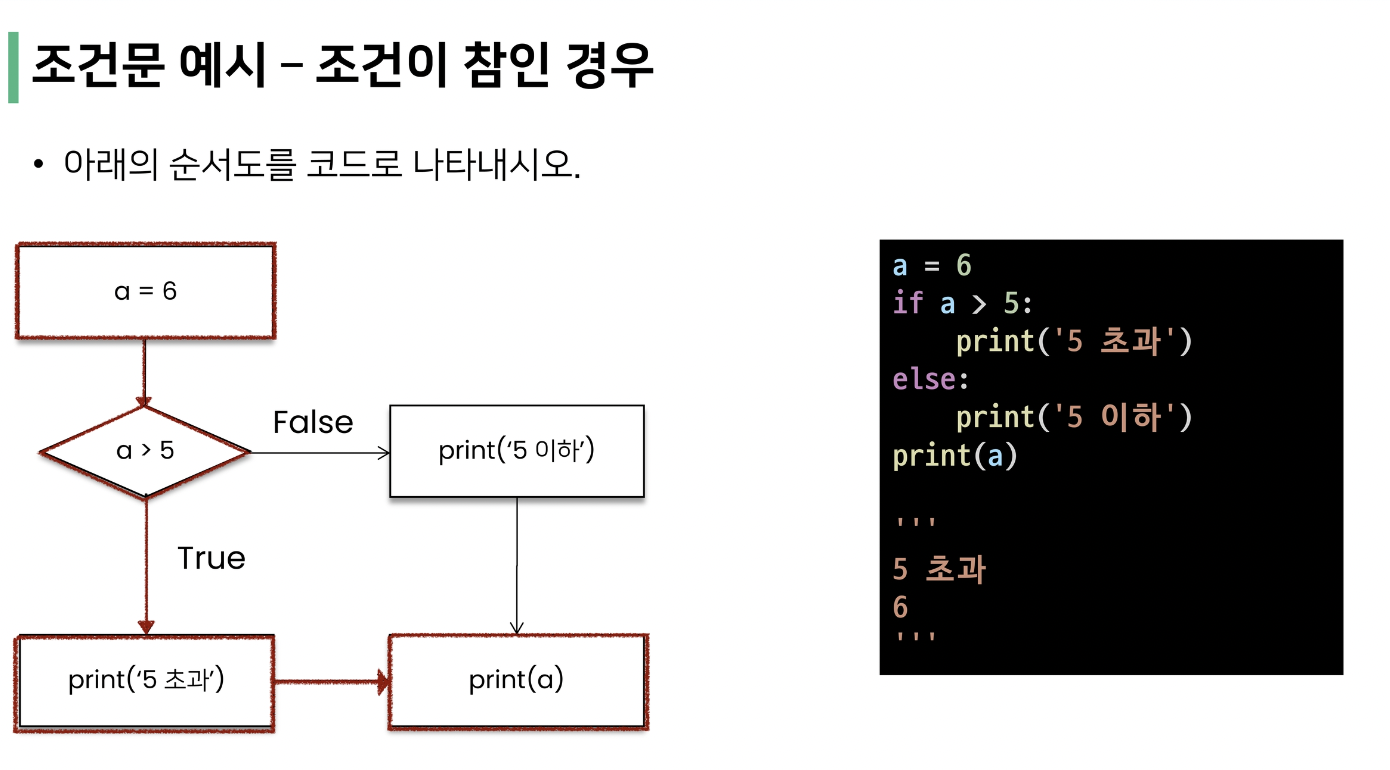 조건문 예시 – 조건이 참인 경우
• 아래의 순서도를 코드로 나타내시오.
a = 6
a > 5
False
print(‘5 이하’)
True
print(‘5 초과’)
print(a)
a = 6
if a > 5:
    print('5 초과')
else:
    print('5 이하')
print(a)
'''
5 초과
6
'''